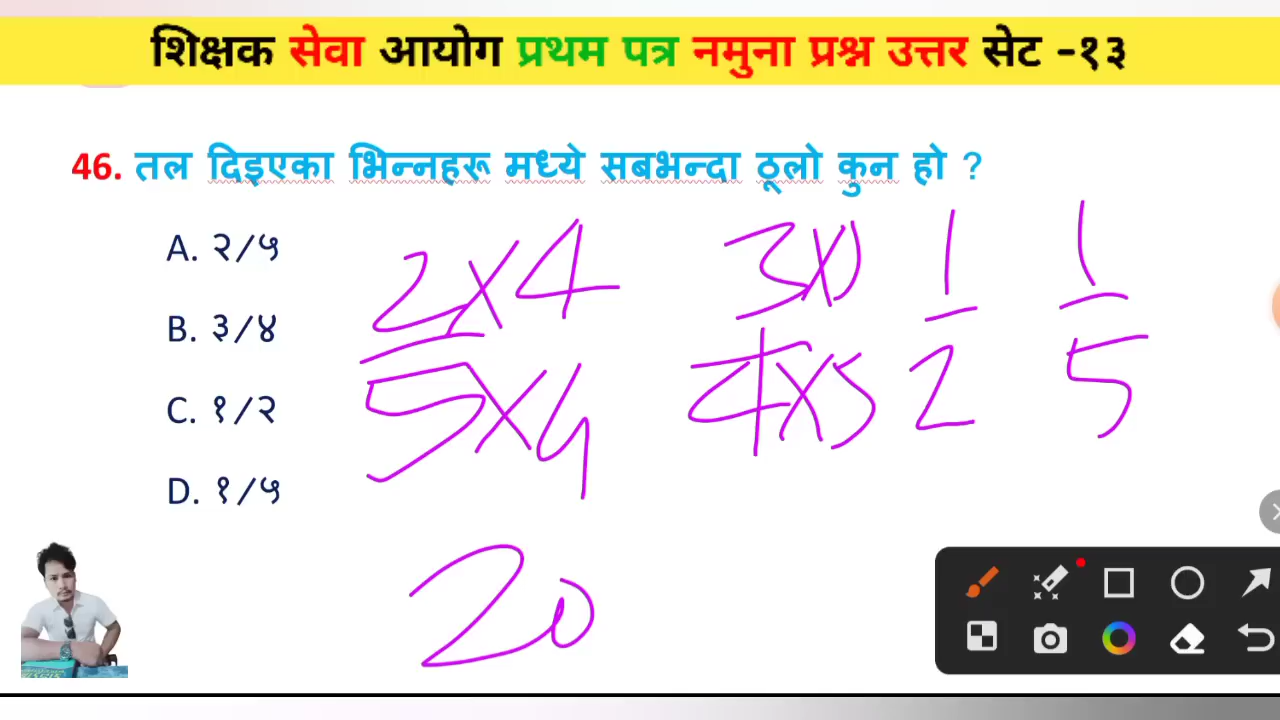 शिक्षक सेवा आयोग प्रथम पत्र नमुना प्रश्न उत्तर सेट -१३
46. तल दिइएका भिन्नहरू मध्ये सबभन्दा ठूलो कुन हो ?
A. २/५
B. ३/४
C. १/२
D. १/५
2x4 3x 1 1
5x4 4x5 2 5
20